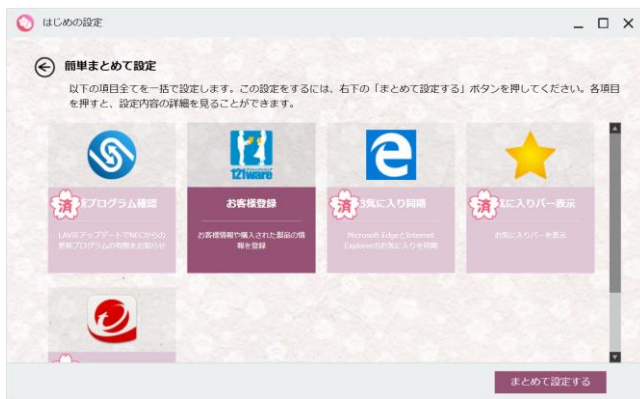 はじめの設定
簡単まとめて設定
以下の項目全てを一括で設定します。この設定をするには、右下の「まとめて設定する」ボタンを押してください。各項目
を押すと、設定内容の詳細を見ることができます。
121ware
済
プログラム確認
LAVIEアップデートでNECからの
更新プログラムの有無をお知らせ
お客様登録
お客様情報や購入された製品の情
報を登録
済
気に入り同期
Microsoft EdgeとInternet
Explorerのお気に入りを同期
済
気に入りバー表示
お気に入りバーを表示
まとめて設定する